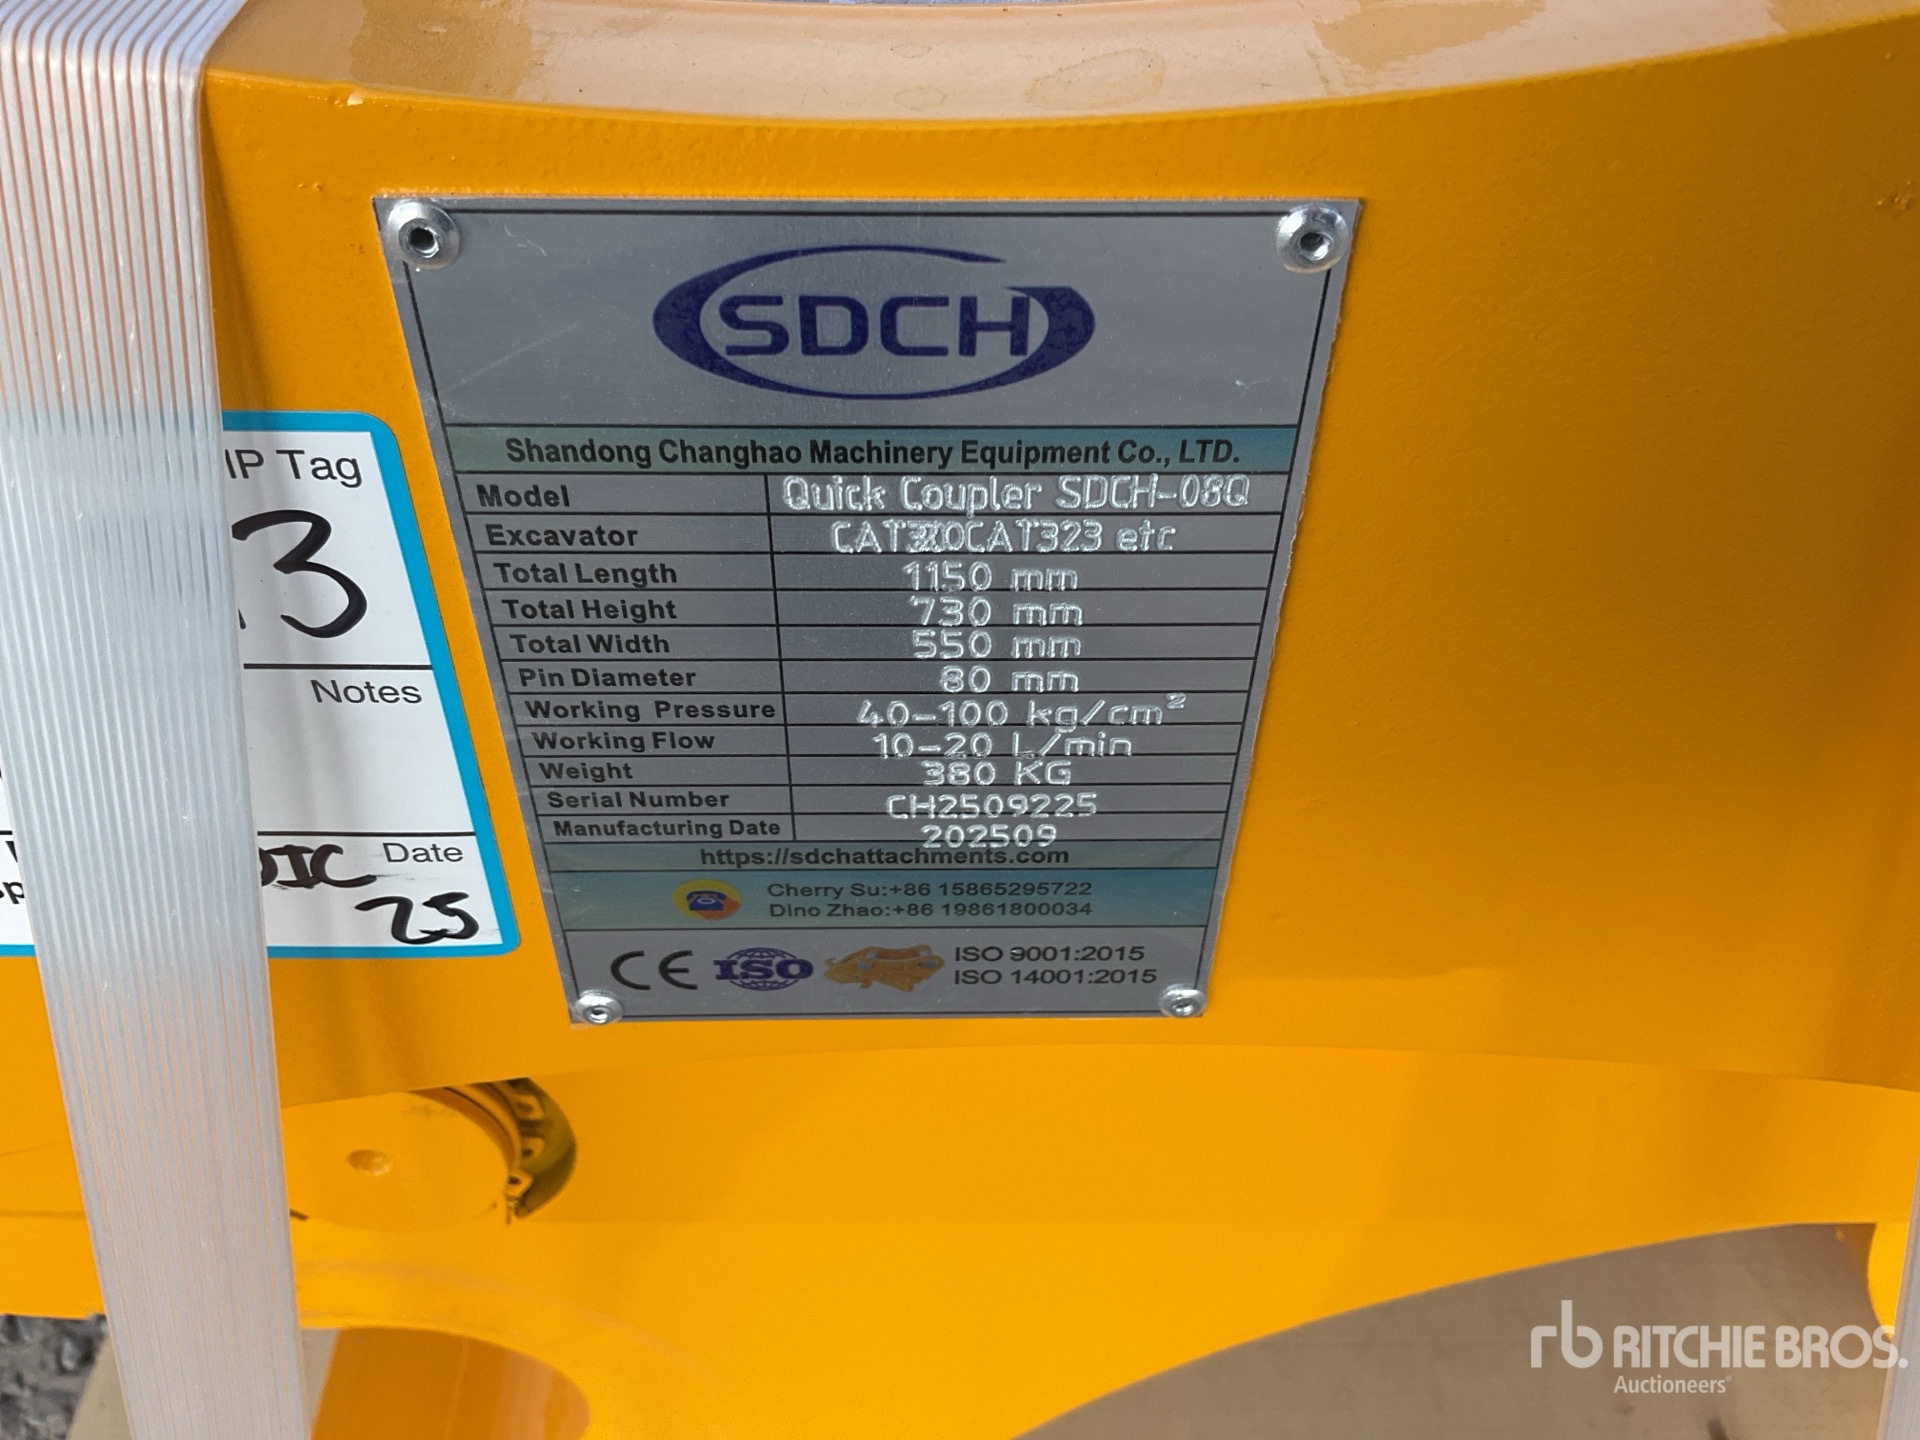 SDCH
Shandong Changhao Machinery Equipment Co., LTD.
Model Quick Coupler SDCH-08Q
Excavator CAT323 etc
Total Length 1150 mm
Total Height 730 mm
Total Width 550 mm
Pin Diameter 80 mm
Working Pressure 40-100 kg/cm²
Working Flow 10-20 L/min
Weight 380 KG
Serial Number CH2509225
Manufacturing Date 202509
https://sdchattachments.com
Cherry Su:+86 15865295722
Dino Zhao:+86 19861800034
CE ISO ISO 9001:2015
ISO 14001:2015
IP Tag
3
Notes
Date
25
rb RITCHIE BROS.
Auctioneers